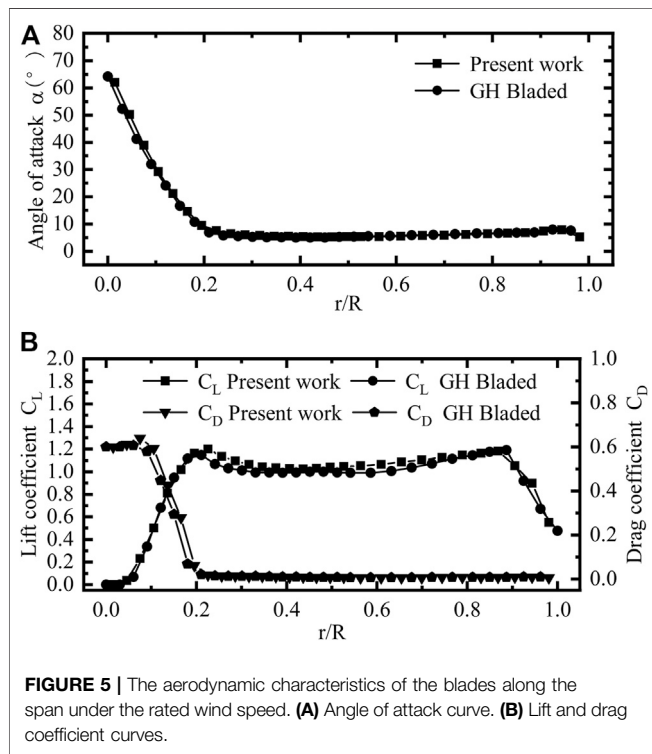 A
80
70
60
50
40
30
20
10
0
Angle of attack α(°)
Present work
GH Bladed
0.0 0.2 0.4 0.6 0.8 1.0
r/R
B
2.0
1.8
1.6
1.4
1.2
1.0
0.8
0.6
0.4
0.2
0.0
Lift coefficient C_L
C_L Present work C_L GH Bladed
C_D Present work C_D GH Bladed
1.0
0.8
0.6
0.4
0.2
0.0
Drag coefficient C_D
0.0 0.2 0.4 0.6 0.8 1.0
r/R
FIGURE 5 | The aerodynamic characteristics of the blades along the
span under the rated wind speed. (A) Angle of attack curve. (B) Lift and drag
coefficient curves.